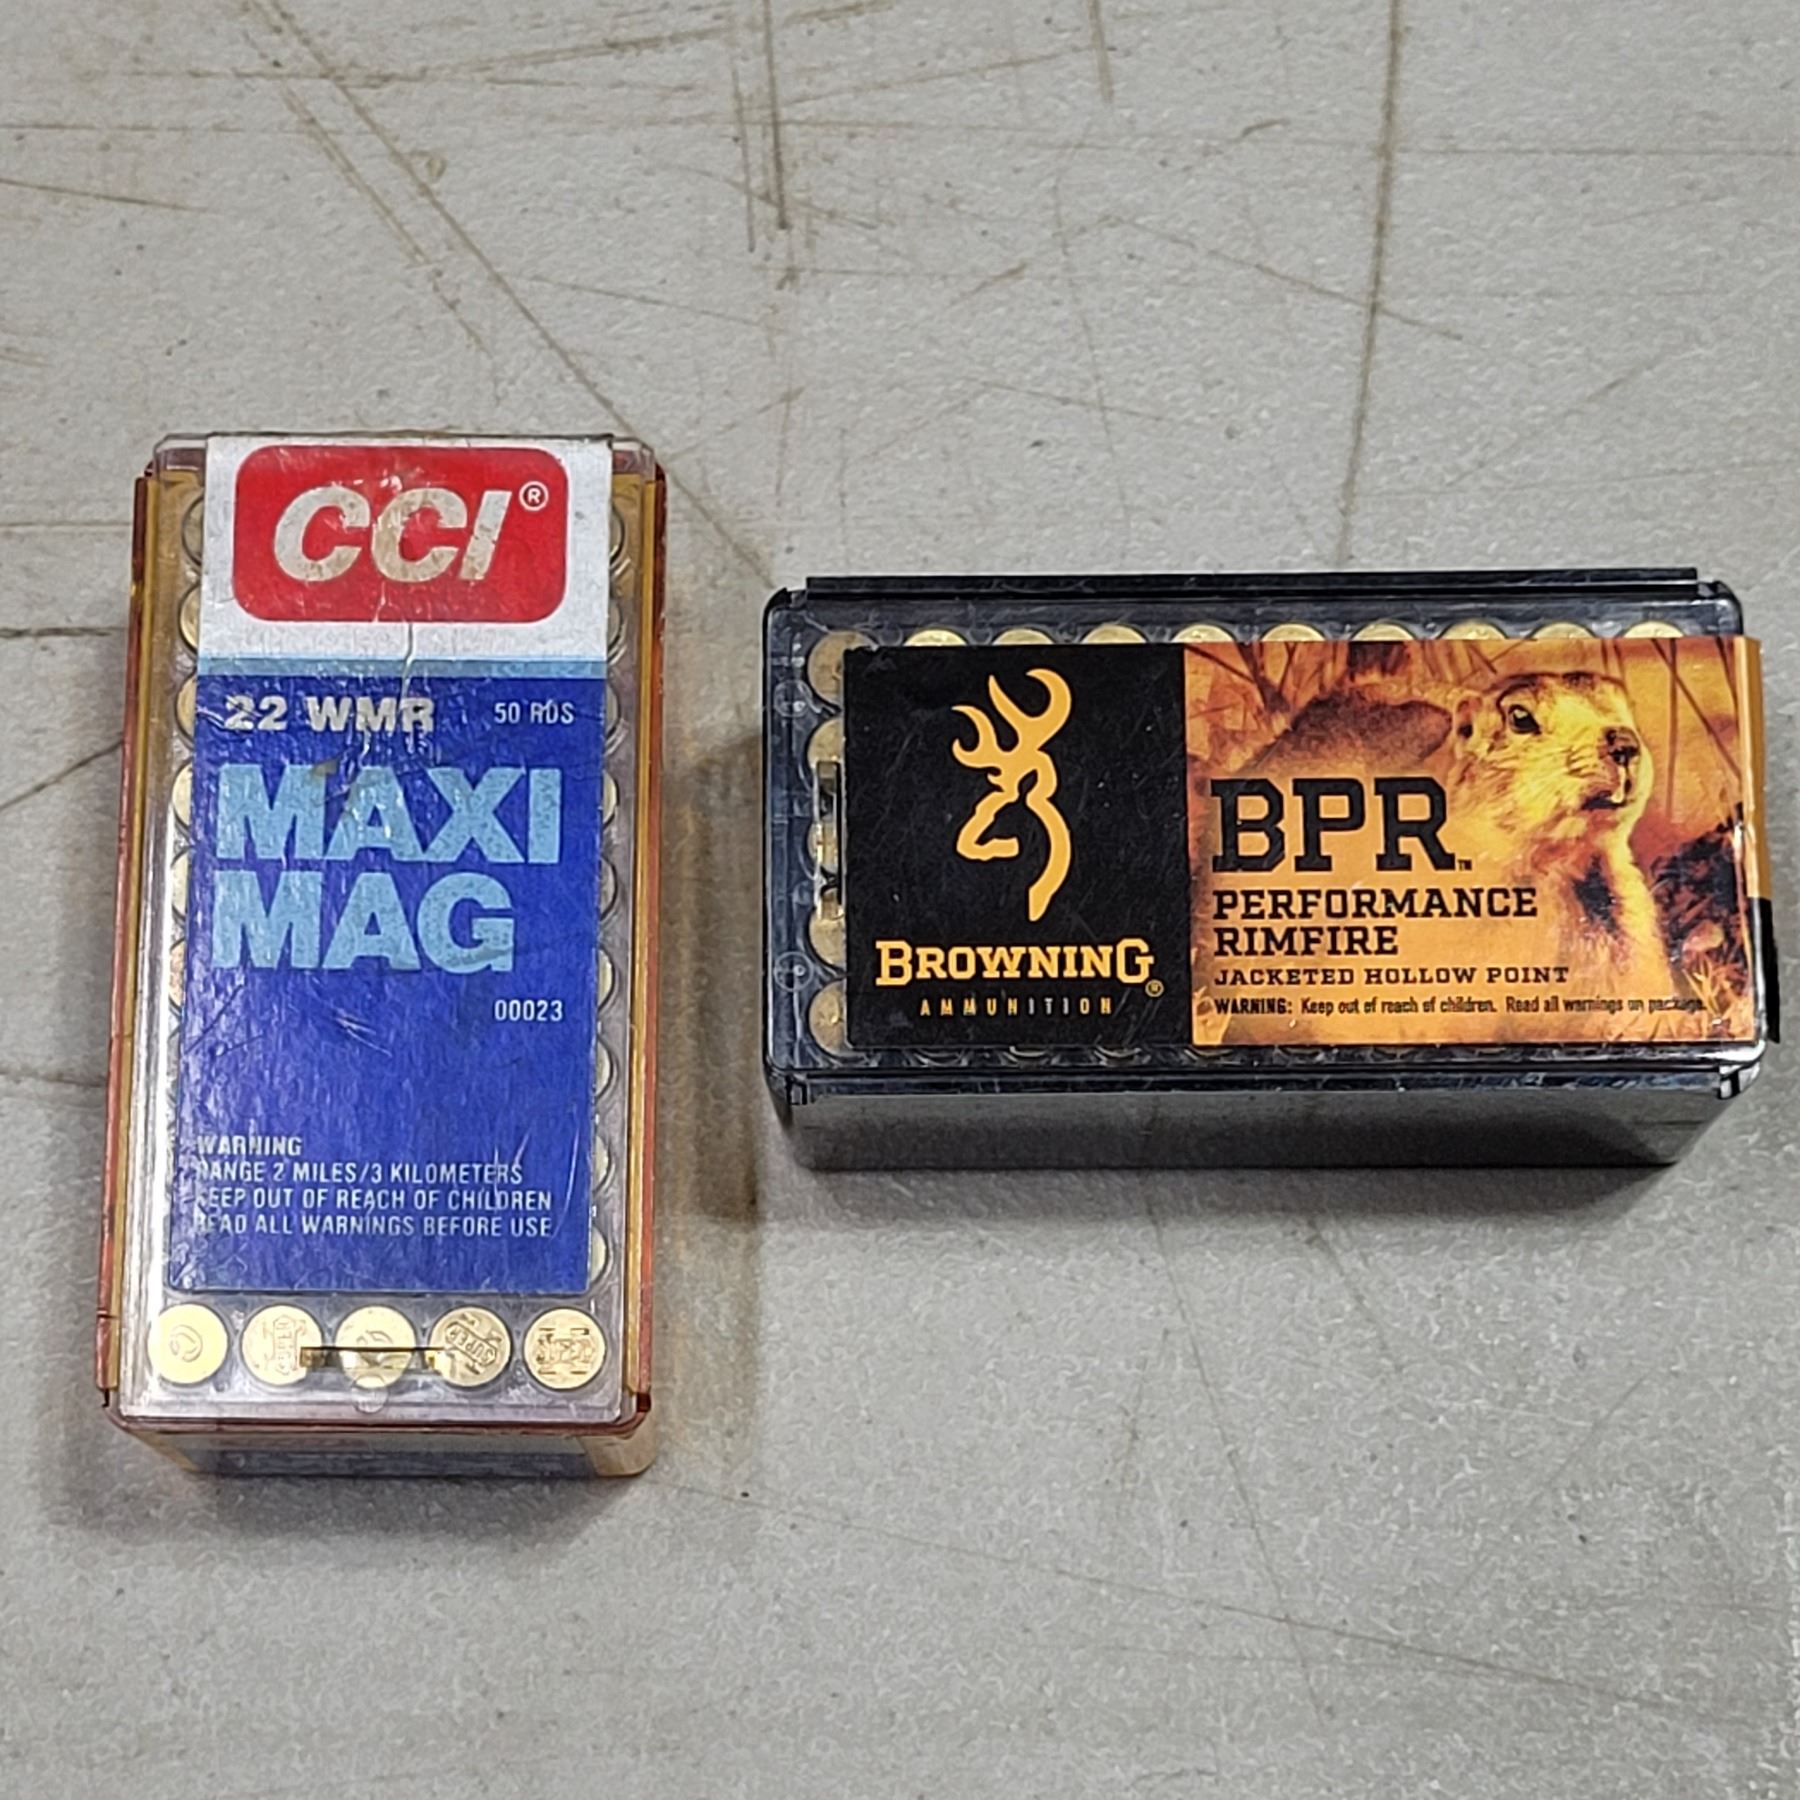 CCI®
22 WMR 50 RDS
MAXI
MAG
00023
WARNING
RANGE 2 MILES/3 KILOMETERS
KEEP OUT OF REACH OF CHILDREN
READ ALL WARNINGS BEFORE USE
SUPER
BROWNING®
AMMUNITION
BPR™
PERFORMANCE
RIMFIRE
JACKETED HOLLOW POINT
WARNING: Keep out of reach of children. Read all warnings on package.